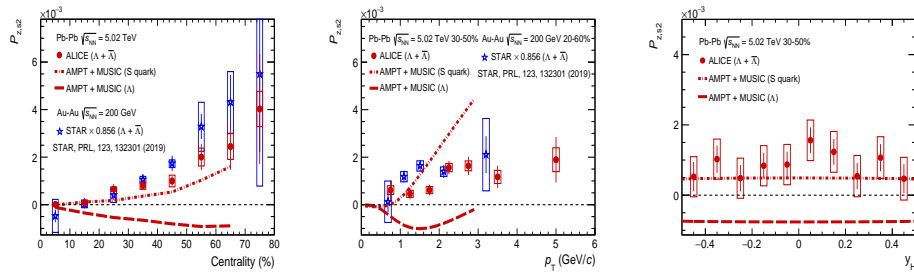 ×10⁻³
P_{z,s2}
Pb-Pb √s_NN = 5.02 TeV
ALICE (Λ + Λ̅)
AMPT + MUSIC (S quark)
AMPT + MUSIC (Λ)
Au-Au √s_NN = 200 GeV
STAR × 0.856 (Λ + Λ̅)
STAR, PRL, 123, 132301 (2019)
6
4
2
0
0 10 20 30 40 50 60 70 80
Centrality (%)
×10⁻³
P_{z,s2}
Pb-Pb √s_NN = 5.02 TeV 30-50% Au-Au √s_NN = 200 GeV 20-60%
ALICE (Λ + Λ̅) STAR × 0.856 (Λ + Λ̅)
AMPT + MUSIC (S quark) STAR, PRL, 123, 132301 (2019)
AMPT + MUSIC (Λ)
6
4
2
0
0 1 2 3 4 5 6
p_T (GeV/c)
×10⁻³
P_{z,s2}
Pb-Pb √s_NN = 5.02 TeV 30-50%
ALICE (Λ + Λ̅)
AMPT + MUSIC (S quark)
AMPT + MUSIC (Λ)
4
2
0
−0.4 −0.2 0 0.2 0.4
y_H